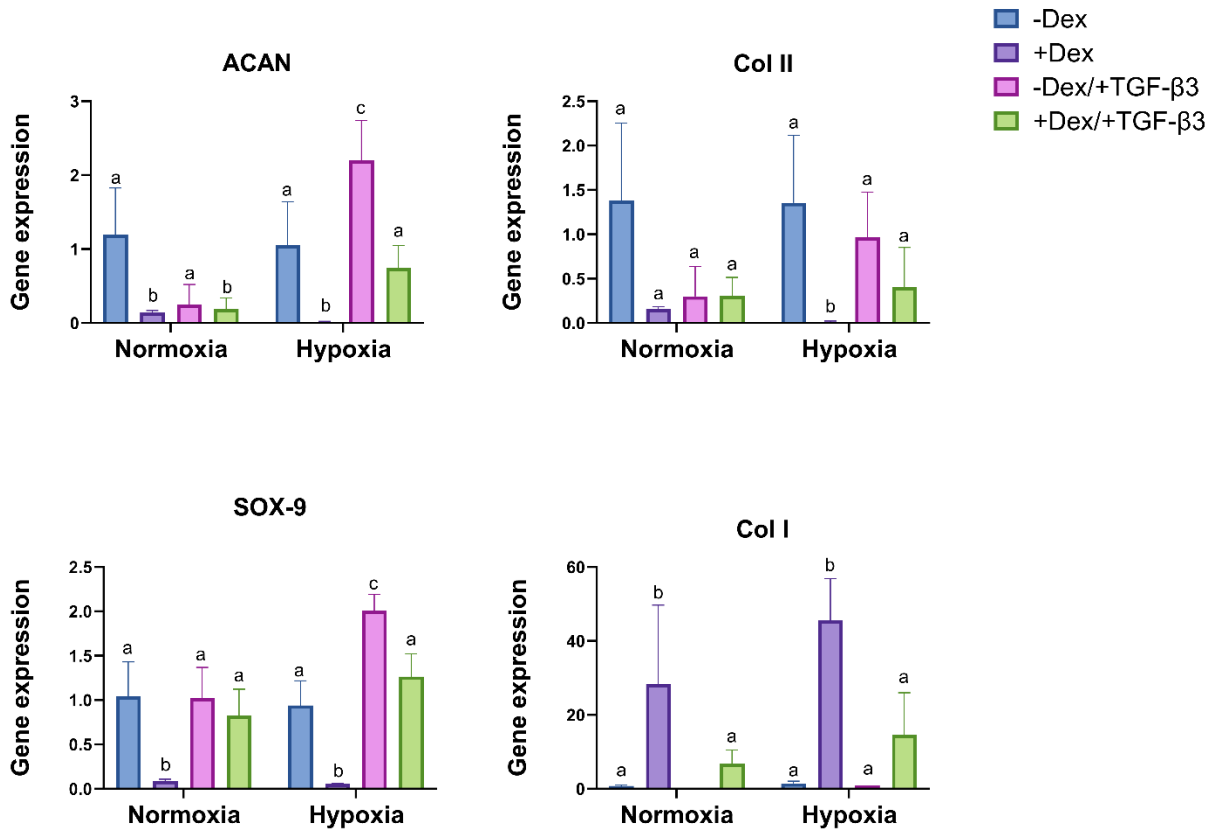 -Dex
+Dex
-Dex/+TGF-β3
+Dex/+TGF-β3
ACAN
Gene expression
3
2
1
0
a
b
a
b
a
b
c
a
Normoxia
Hypoxia
Col II
Gene expression
2.5
2.0
1.5
1.0
0.5
0.0
a
a
a
a
a
b
a
a
Normoxia
Hypoxia
SOX-9
Gene expression
2.5
2.0
1.5
1.0
0.5
0.0
a
b
a
a
a
b
c
a
Normoxia
Hypoxia
Col I
Gene expression
60
40
20
0
a
b
a
a
b
a
a
Normoxia
Hypoxia